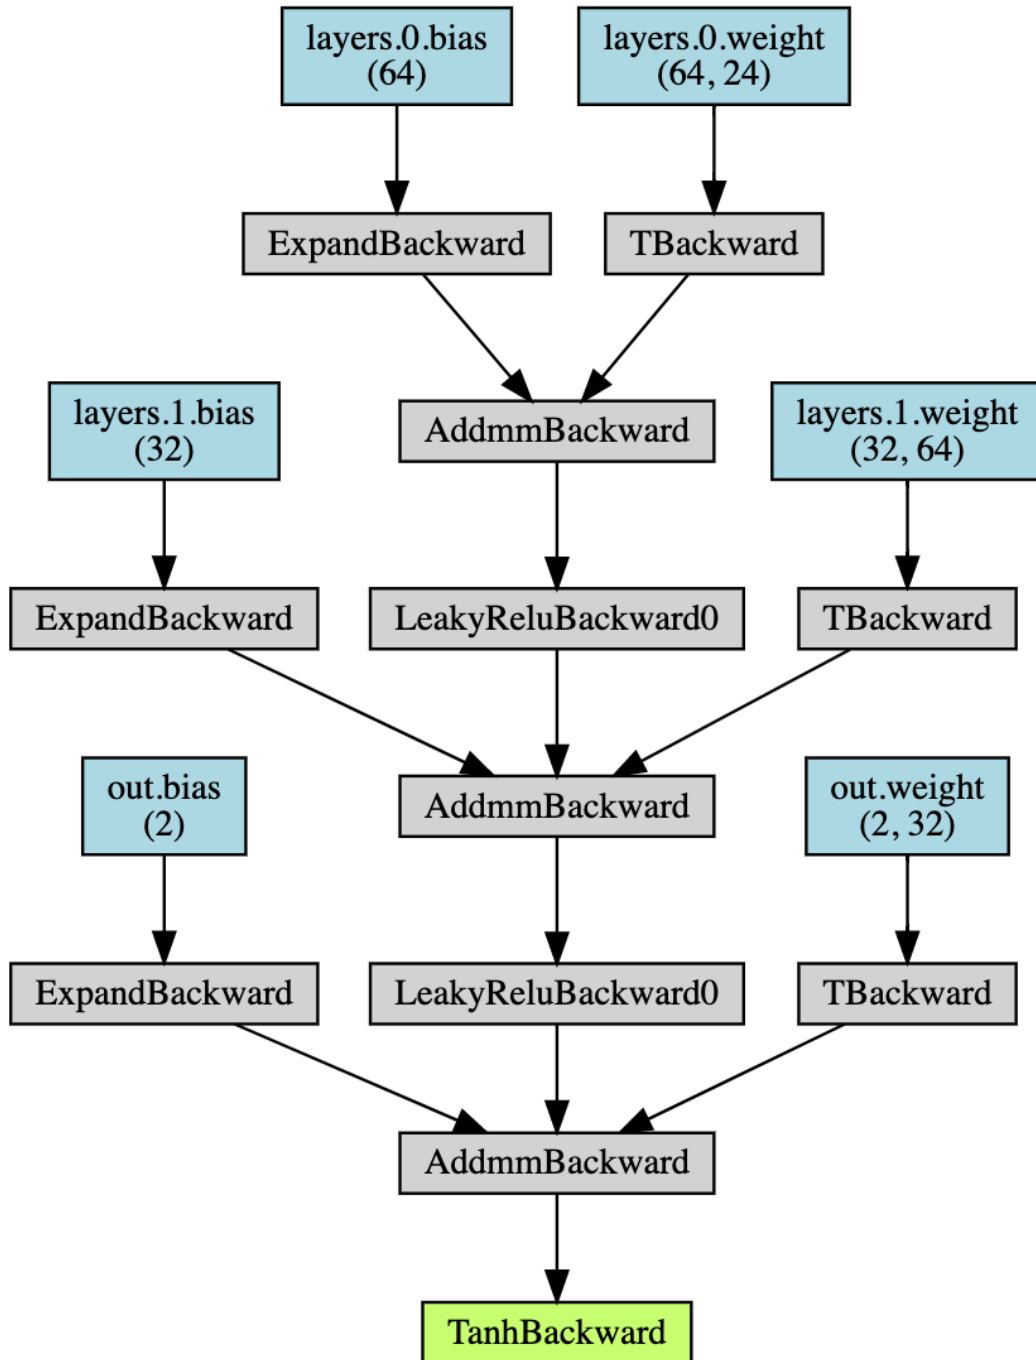 layers.0.bias
(64)
layers.0.weight
(64, 24)
ExpandBackward
TBackward
layers.1.bias
(32)
AddmmBackward
layers.1.weight
(32, 64)
ExpandBackward
LeakyReluBackward0
TBackward
out.bias
(2)
AddmmBackward
out.weight
(2, 32)
ExpandBackward
LeakyReluBackward0
TBackward
AddmmBackward
TanhBackward